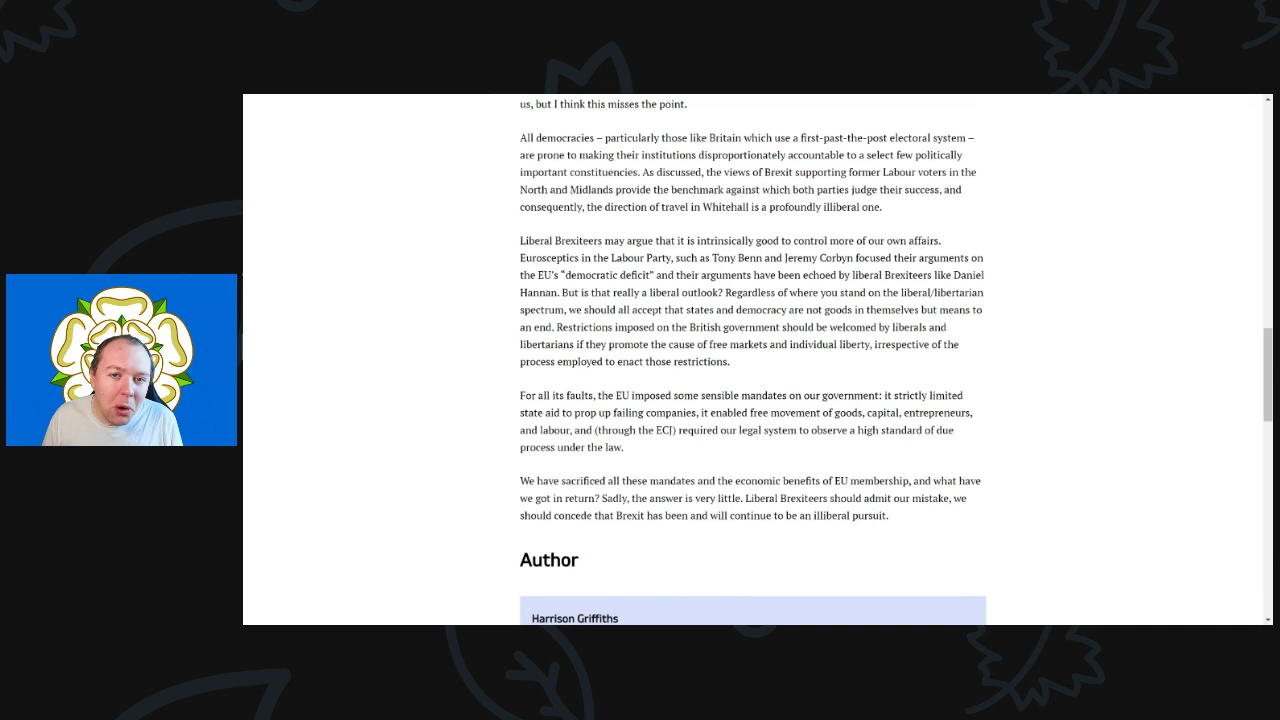 us, but I think this misses the point.
All democracies – particularly those like Britain which use a first-past-the-post electoral system –
are prone to making their institutions disproportionately accountable to a select few politically
important constituencies. As discussed, the views of Brexit supporting former Labour voters in the
North and Midlands provide the benchmark against which both parties judge their success, and
consequently, the direction of travel in Whitehall is a profoundly illiberal one.
Liberal Brexiteers may argue that it is intrinsically good to control more of our own affairs.
Eurosceptics in the Labour Party, such as Tony Benn and Jeremy Corbyn focused their arguments on
the EU’s “democratic deficit” and their arguments have been echoed by liberal Brexiteers like Daniel
Hannan. But is that really a liberal outlook? Regardless of where you stand on the liberal/libertarian
spectrum, we should all accept that states and democracy are not goods in themselves but means to
an end. Restrictions imposed on the British government should be welcomed by liberals and
libertarians if they promote the cause of free markets and individual liberty, irrespective of the
process employed to enact those restrictions.
For all its faults, the EU imposed some sensible mandates on our government: it strictly limited
state aid to prop up failing companies, it enabled free movement of goods, capital, entrepreneurs,
and labour, and (through the ECJ) required our legal system to observe a high standard of due
process under the law.
We have sacrificed all these mandates and the economic benefits of EU membership, and what have
we got in return? Sadly, the answer is very little. Liberal Brexiteers should admit our mistake, we
should concede that Brexit has been and will continue to be an illiberal pursuit.
Author
Harrison Griffiths